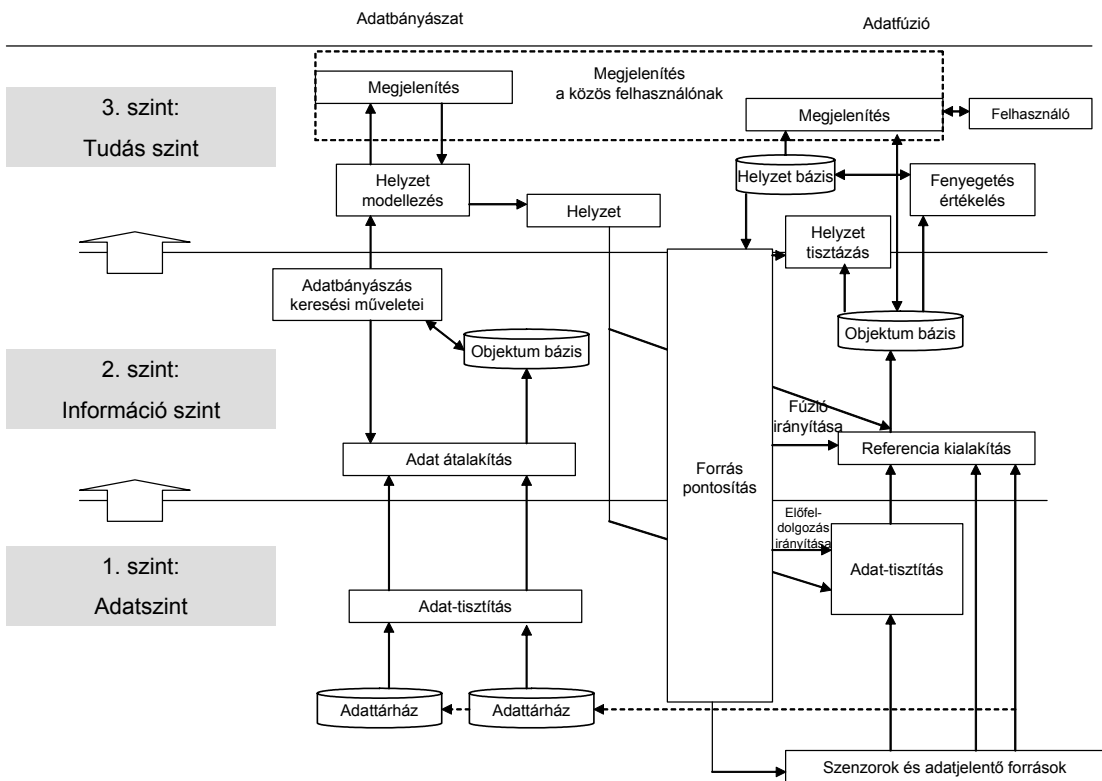 Adatbányászat
Adatfúzió
3. szint:
Tudás szint
Megjelenítés
Megjelenítés
a közös felhasználónak
Megjelenítés
Felhasználó
Helyzet
modellezés
Helyzet
Helyzet bázis
Fenyegetés
értékelés
Helyzet
tisztázás
Adatbányászás
keresési műveletei
Objektum bázis
Objektum bázis
2. szint:
Információ szint
Fúzió
irányítása
Adat átalakítás
Referencia kialakítás
Forrás
pontosítás
Előfel-
dolgozás
irányítása
1. szint:
Adatszint
Adat-tisztítás
Adat-tisztítás
Adattárház
Adattárház
Szenzorok és adatjelentő források